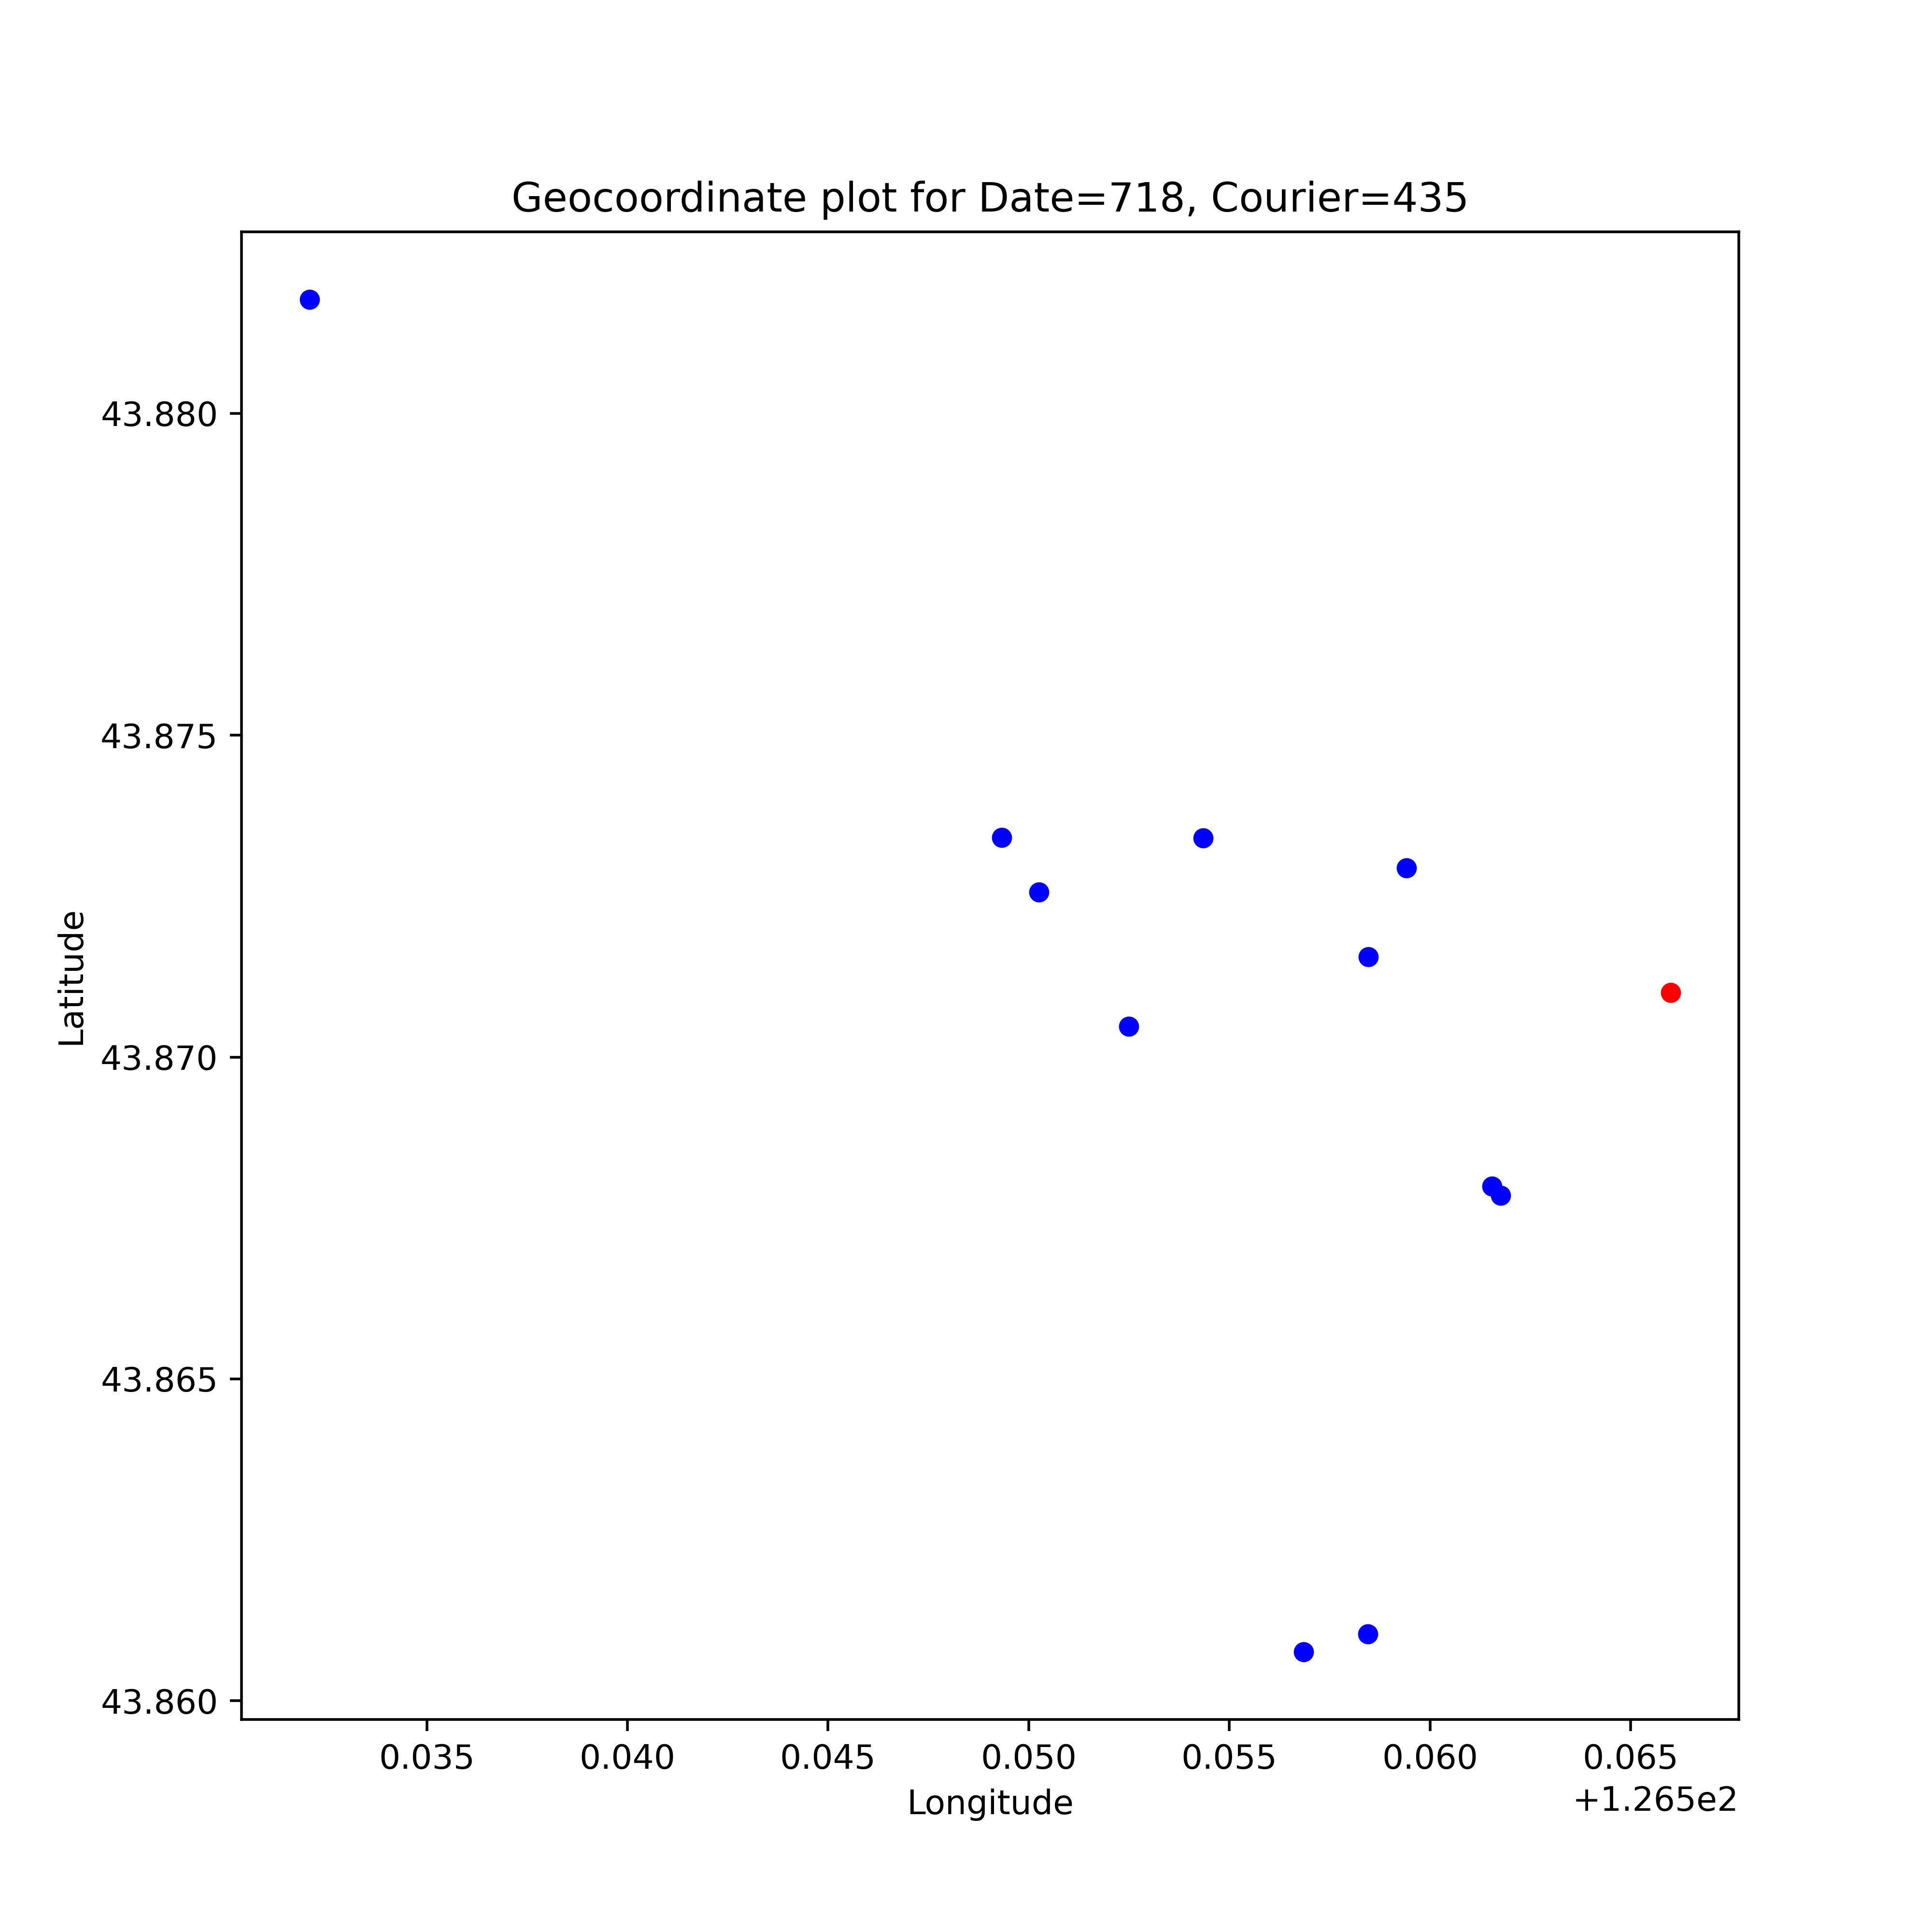 Geocoordinate plot for Date=718, Courier=435
43.880
43.875
43.870
43.865
43.860
Latitude
0.035 0.040 0.045 0.050 0.055 0.060 0.065
+1.265e2
Longitude